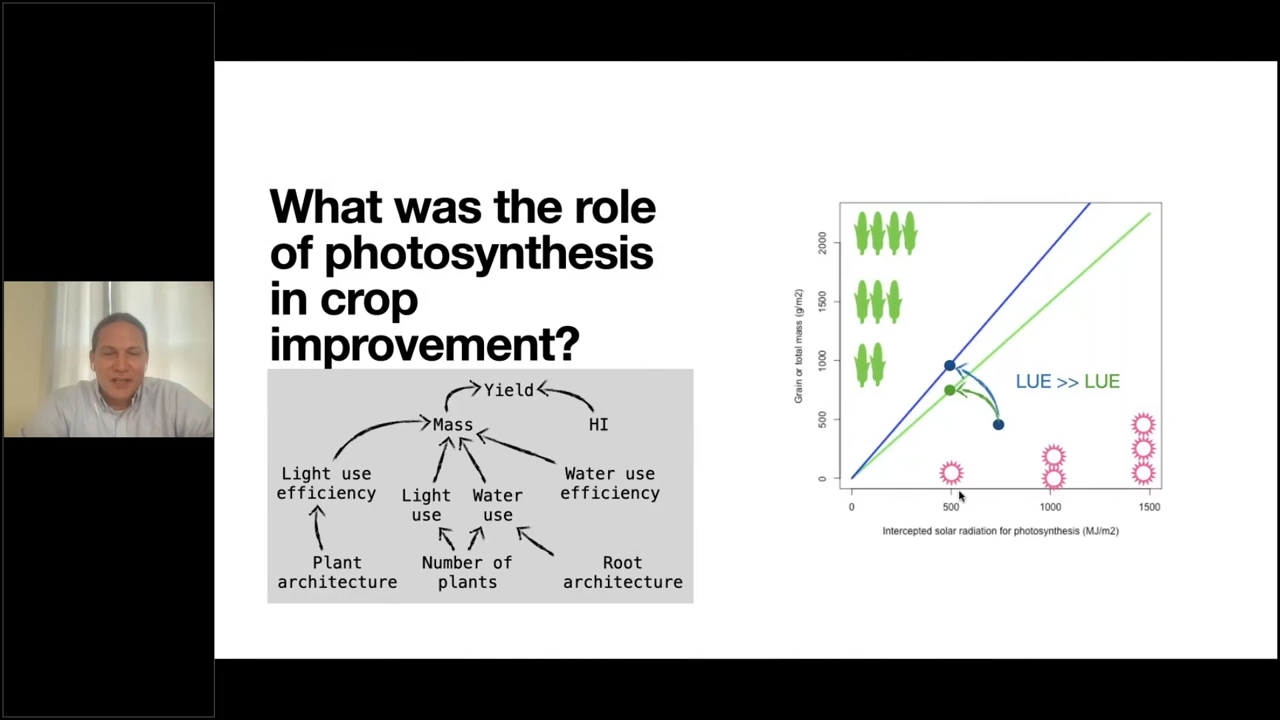 What was the role
of photosynthesis
in crop
improvement?
Yield
Mass
HI
Light use
efficiency
Light
use
Water
use
Water use
efficiency
Plant
architecture
Number of
plants
Root
architecture
Grain or total mass (g/m2)
2000
1500
1000
500
0
LUE >> LUE
0
500
1000
1500
Intercepted solar radiation for photosynthesis (MJ/m2)